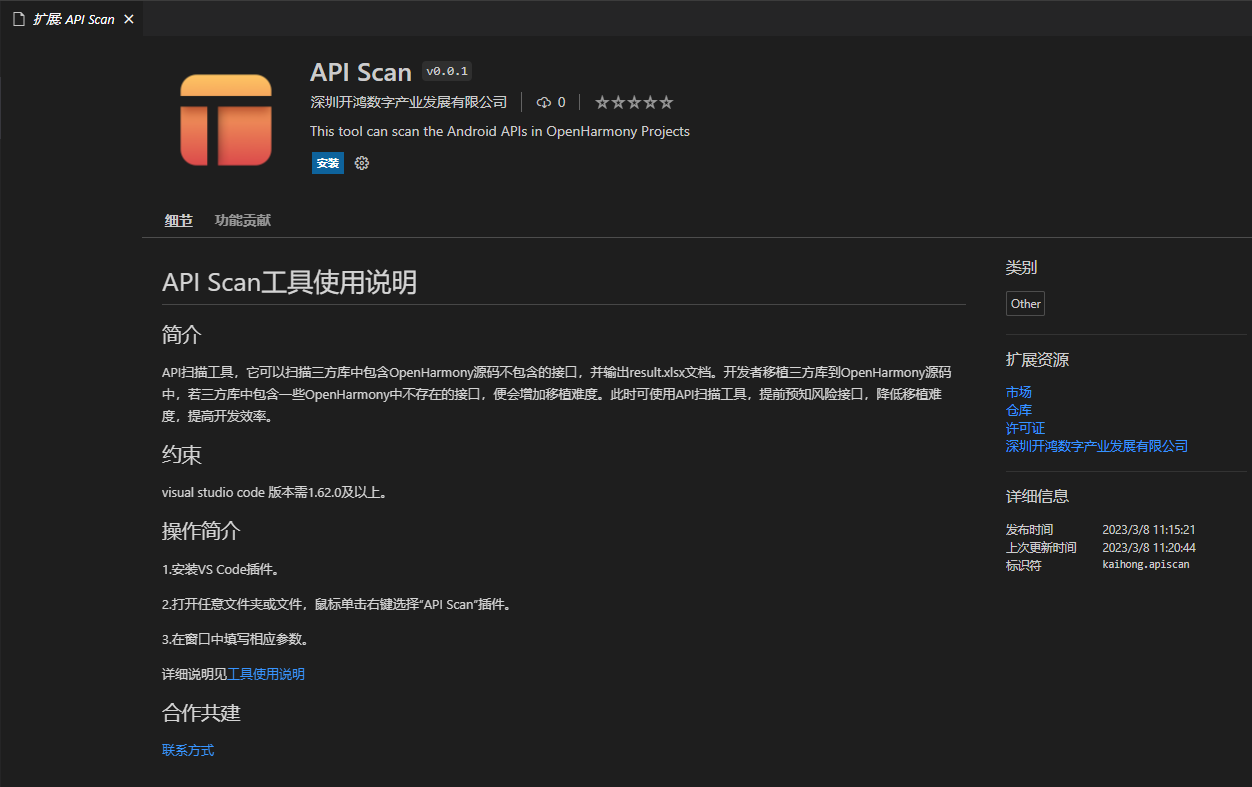 扩展: API Scan
API Scan v0.0.1
深圳开鸿数字产业发展有限公司 0
This tool can scan the Android APIs in OpenHarmony Projects
安装
细节 功能贡献
API Scan工具使用说明
简介
API扫描工具，它可以扫描三方库中包含OpenHarmony源码不包含的接口，并输出result.xlsx文档。开发者移植三方库到OpenHarmony源码
中，若三方库中包含一些OpenHarmony中不存在的接口，便会增加移植难度。此时可使用API扫描工具，提前预知风险接口，降低移植难
度，提高开发效率。
约束
visual studio code 版本需1.62.0及以上。
操作简介
1.安装VS Code插件。
2.打开任意文件夹或文件，鼠标单击右键选择“API Scan”插件。
3.在窗口中填写相应参数。
详细说明见工具使用说明
合作共建
联系方式
类别
Other
扩展资源
市场
仓库
许可证
深圳开鸿数字产业发展有限公司
详细信息
发布时间 2023/3/8 11:15:21
上次更新时间 2023/3/8 11:20:44
标识符 kaihong.apiscan